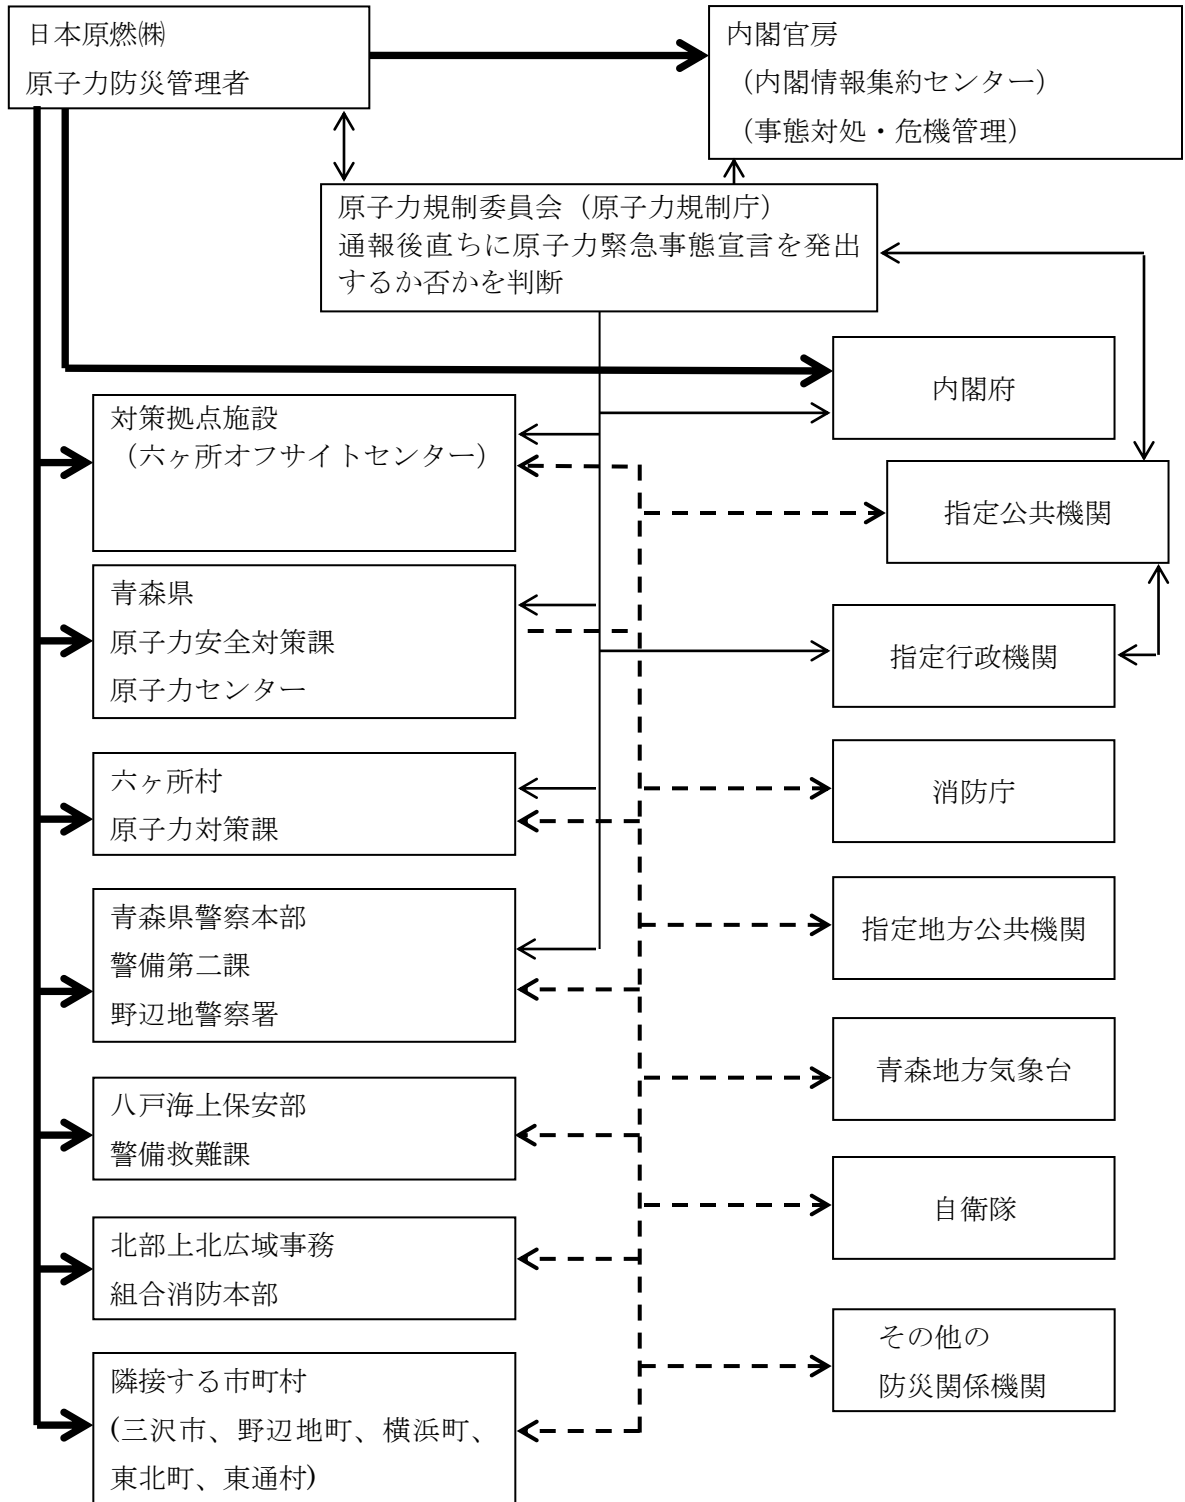 日本原燃㈱
原子力防災管理者
内閣官房
（内閣情報集約センター）
（事態対処・危機管理）
原子力規制委員会（原子力規制庁）
通報後直ちに原子力緊急事態宣言を発出
するか否かを判断
内閣府
対策拠点施設
（六ヶ所オフサイトセンター）
指定公共機関
青森県
原子力安全対策課
原子力センター
指定行政機関
六ヶ所村
原子力対策課
消防庁
青森県警察本部
警備第二課
野辺地警察署
指定地方公共機関
八戸海上保安部
警備救難課
青森地方気象台
北部上北広域事務
組合消防本部
自衛隊
隣接する市町村
(三沢市、野辺地町、横浜町、
東北町、東通村)
その他の
防災関係機関